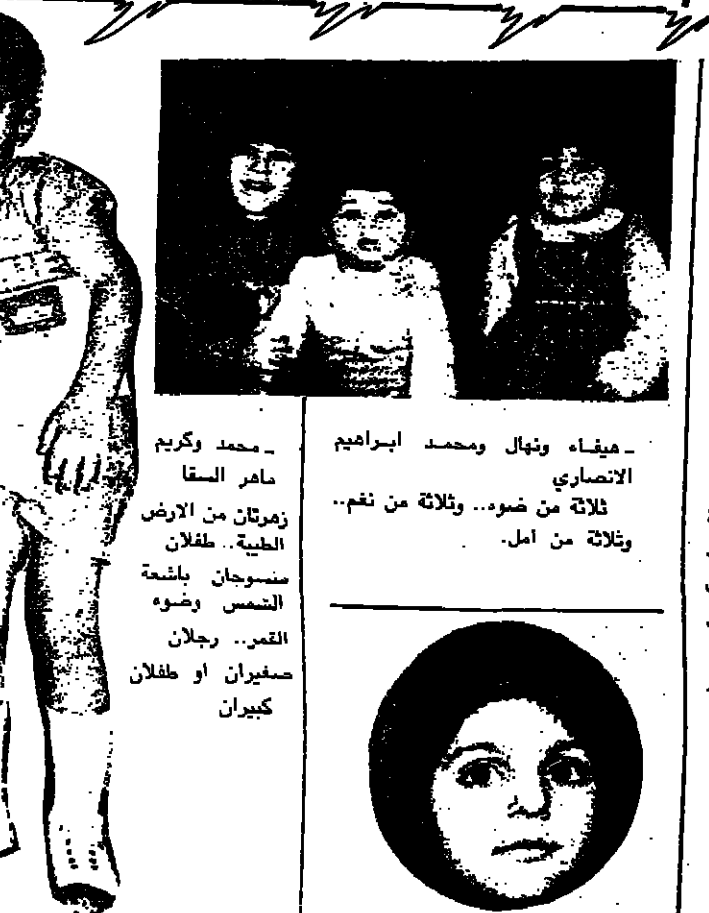 ـ هيفاء ونهال ومحمد ابراهيم
الانصاري
ثلاثة من ضوء.. وثلاثة من نغم..
وثلاثة من امل.
ـ محمد وكريم
ماهر السقا
زهرتان من الارض
الطيبة.. طفلان
منسوجان باشعة
الشمس وضوء
القمر.. رجلان
صغيران او طفلان
كبيران